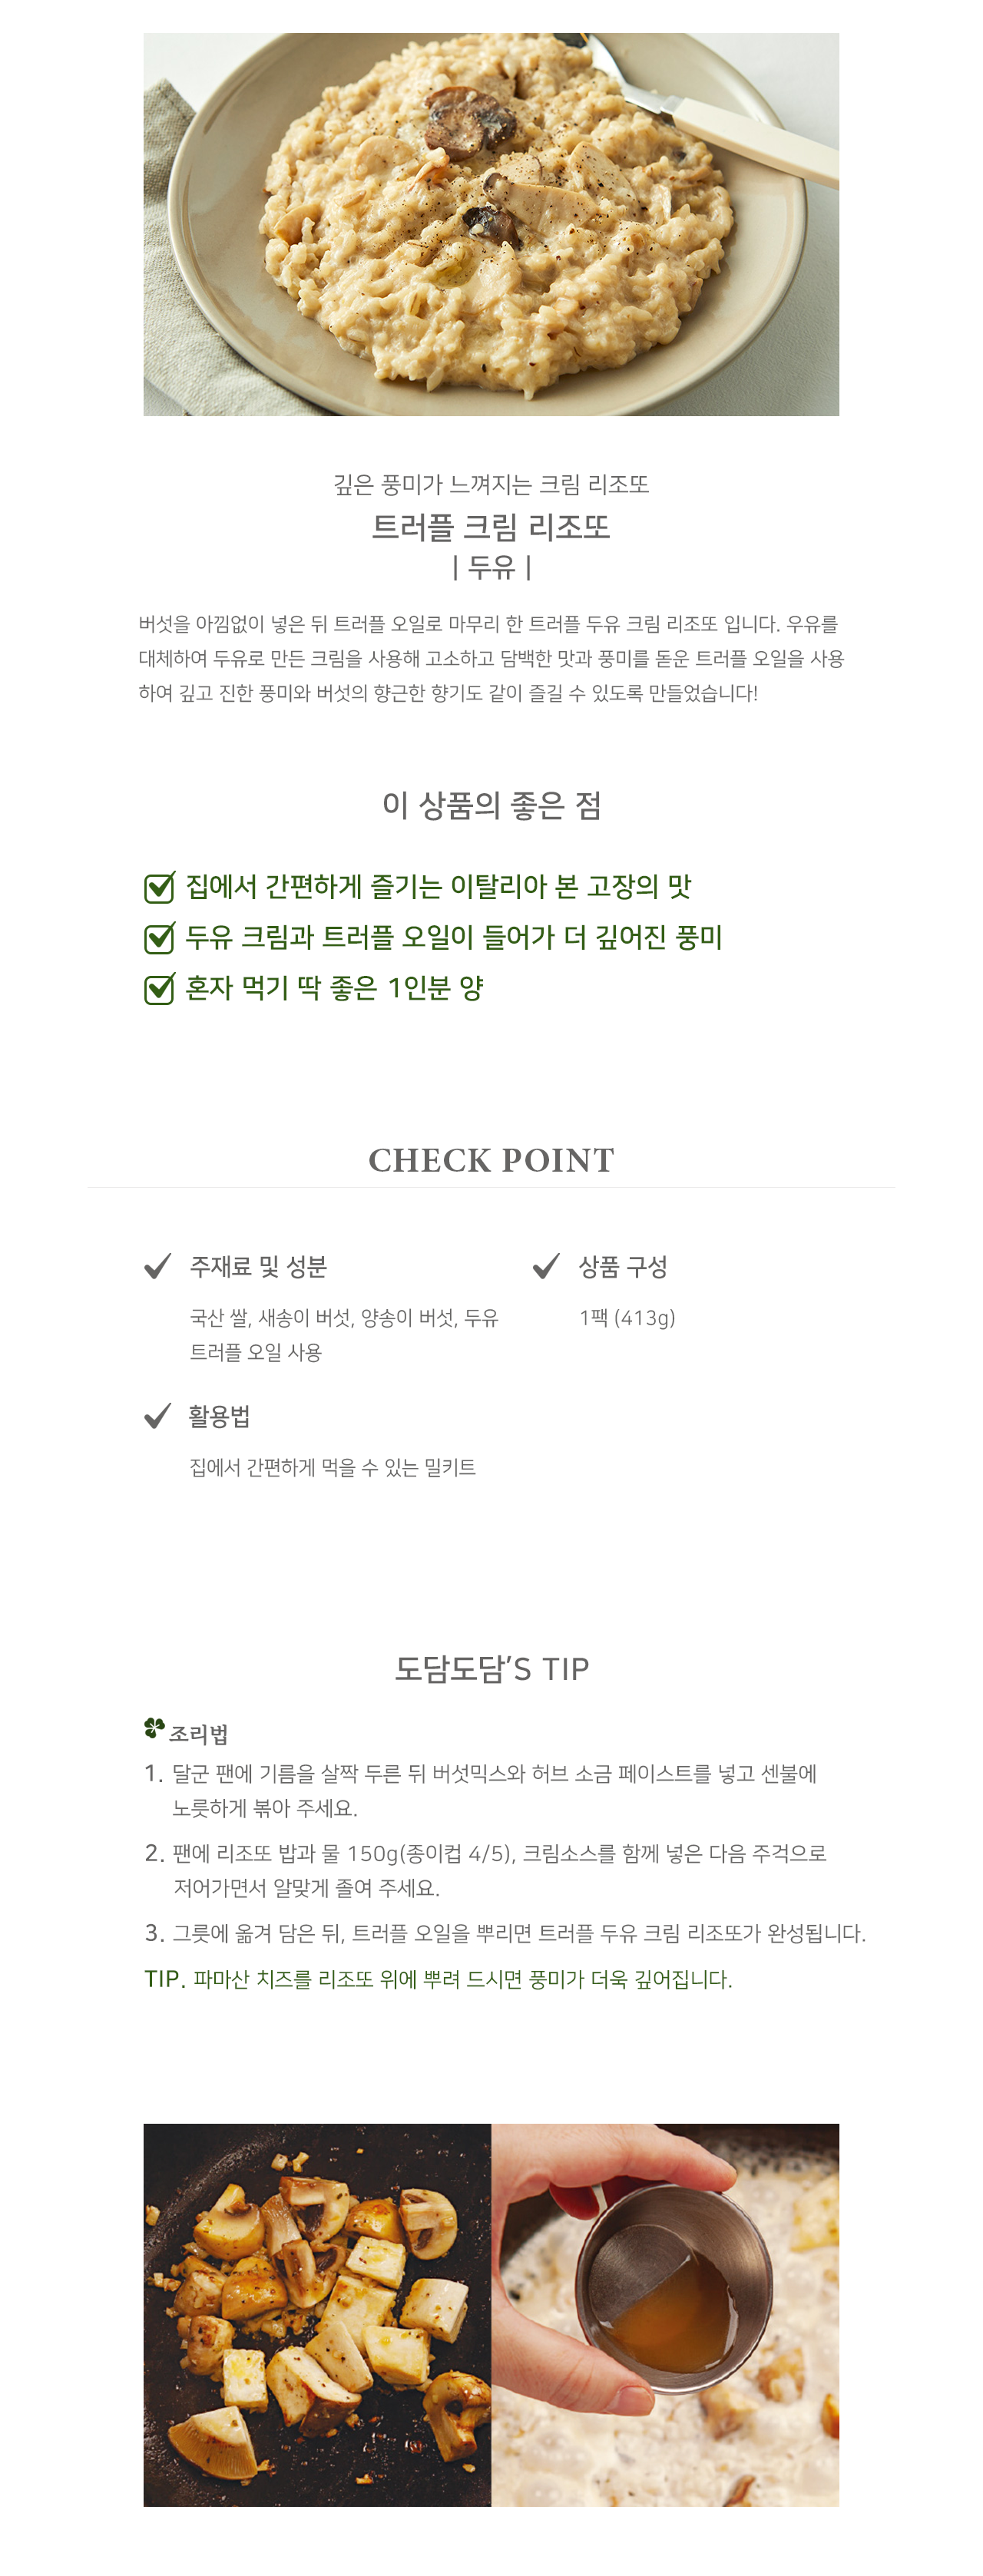 깊은 풍미가 느껴지는 크림 리조또
트러플 크림 리조또
| 두유 |
버섯을 아낌없이 넣은 뒤 트러플 오일로 마무리 한 트러플 두유 크림 리조또 입니다. 우유를
대체하여 두유로 만든 크림을 사용해 고소하고 담백한 맛과 풍미를 돋운 트러플 오일을 사용
하여 깊고 진한 풍미와 버섯의 향근한 향기도 같이 즐길 수 있도록 만들었습니다!
이 상품의 좋은 점
집에서 간편하게 즐기는 이탈리아 본 고장의 맛
두유 크림과 트러플 오일이 들어가 더 깊어진 풍미
혼자 먹기 딱 좋은 1인분 양
CHECK POINT
주재료 및 성분
국산 쌀, 새송이 버섯, 양송이 버섯, 두유
트러플 오일 사용
상품 구성
1팩 (413g)
활용법
집에서 간편하게 먹을 수 있는 밀키트
도담도담’S TIP
조리법
1. 달군 팬에 기름을 살짝 두른 뒤 버섯믹스와 허브 소금 페이스트를 넣고 센불에
노릇하게 볶아 주세요.
2. 팬에 리조또 밥과 물 150g(종이컵 4/5), 크림소스를 함께 넣은 다음 주걱으로
저어가면서 알맞게 졸여 주세요.
3. 그릇에 옮겨 담은 뒤, 트러플 오일을 뿌리면 트러플 두유 크림 리조또가 완성됩니다.
TIP. 파마산 치즈를 리조또 위에 뿌려 드시면 풍미가 더욱 깊어집니다.